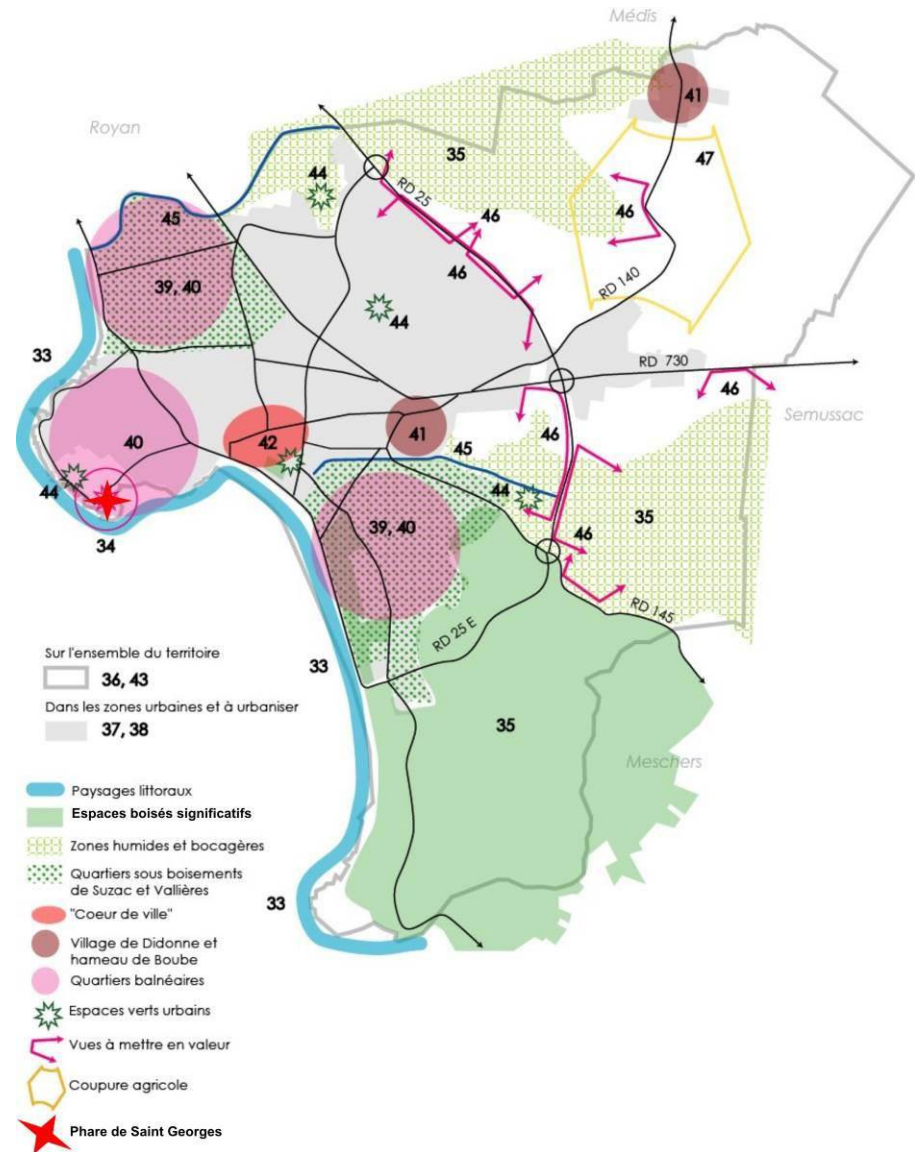 Médis
41
Royan
35
47
44
RD 25
46
46
45
46
RD 140
39, 40
44
33
RD 730
46
Semussac
40
42
41
46
45
44
44
39, 40
35
34
46
RD 145
RD 25 E
Sur l'ensemble du territoire
36, 43
33
Dans les zones urbaines et à urbaniser
37, 38
35
Meschers
Paysages littoraux
Espaces boisés significatifs
Zones humides et bocagères
Quartiers sous boisements
de Suzac et Vallières
33
"Coeur de ville"
Village de Didonne et
hameau de Boube
Quartiers balnéaires
Espaces verts urbains
Vues à mettre en valeur
Coupure agricole
Phare de Saint Georges